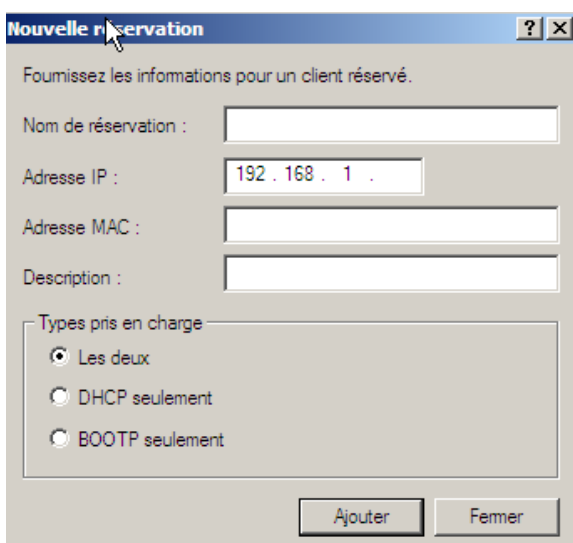 Nouvelle réservation
Fournissez les informations pour un client réservé.
Nom de réservation :
Adresse IP : 192 . 168 . 1 .
Adresse MAC :
Description :
Types pris en charge
Les deux
DHCP seulement
BOOTP seulement
Ajouter Fermer